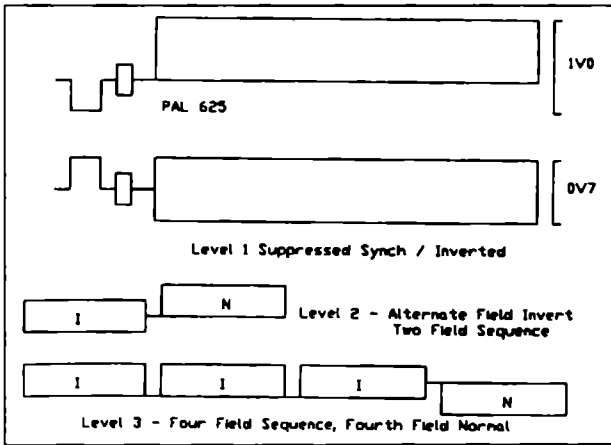 1V0
PAL 625
0V7
Level 1 Suppressed Synch / Inverted
I
N
Level 2 - Alternate Field Invert
Two Field Sequence
I
I
I
N
Level 3 - Four Field Sequence, Fourth Field Normal